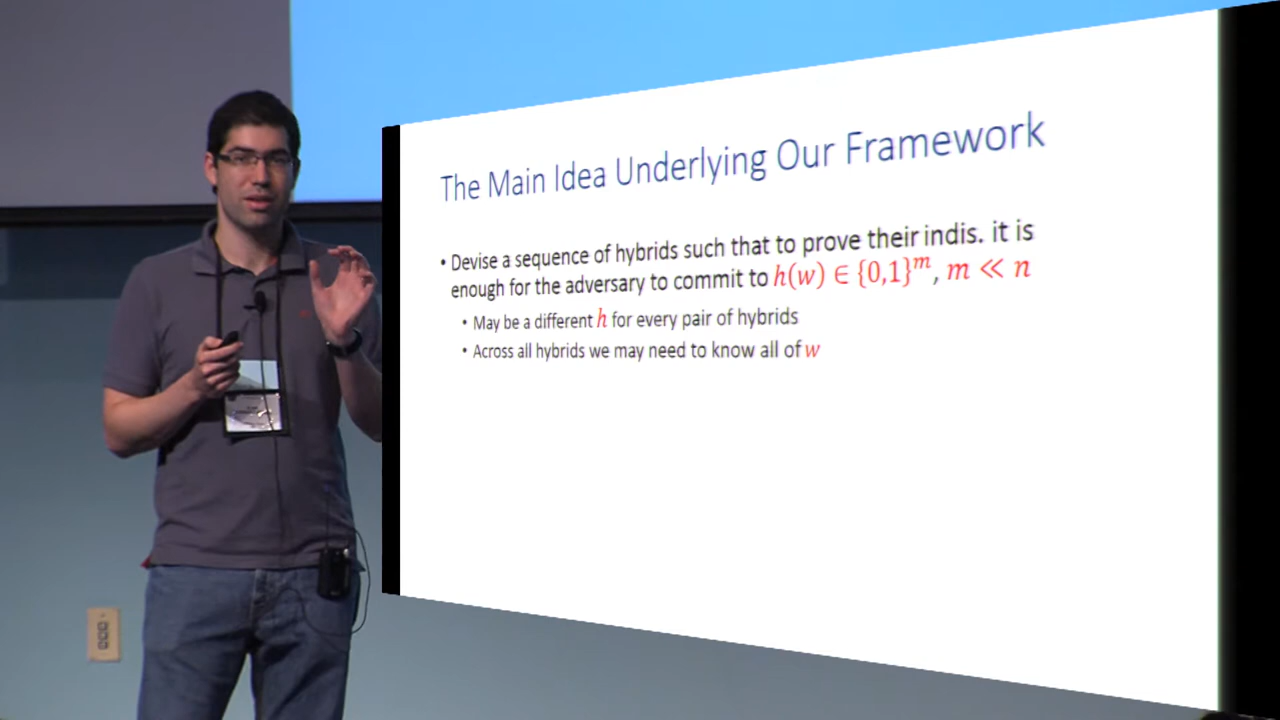 The Main Idea Underlying Our Framework
• Devise a sequence of hybrids such that to prove their indis. it is
enough for the adversary to commit to h(w) ∈ {0,1}ᵐ, m ≪ n
• May be a different h for every pair of hybrids
• Across all hybrids we may need to know all of w